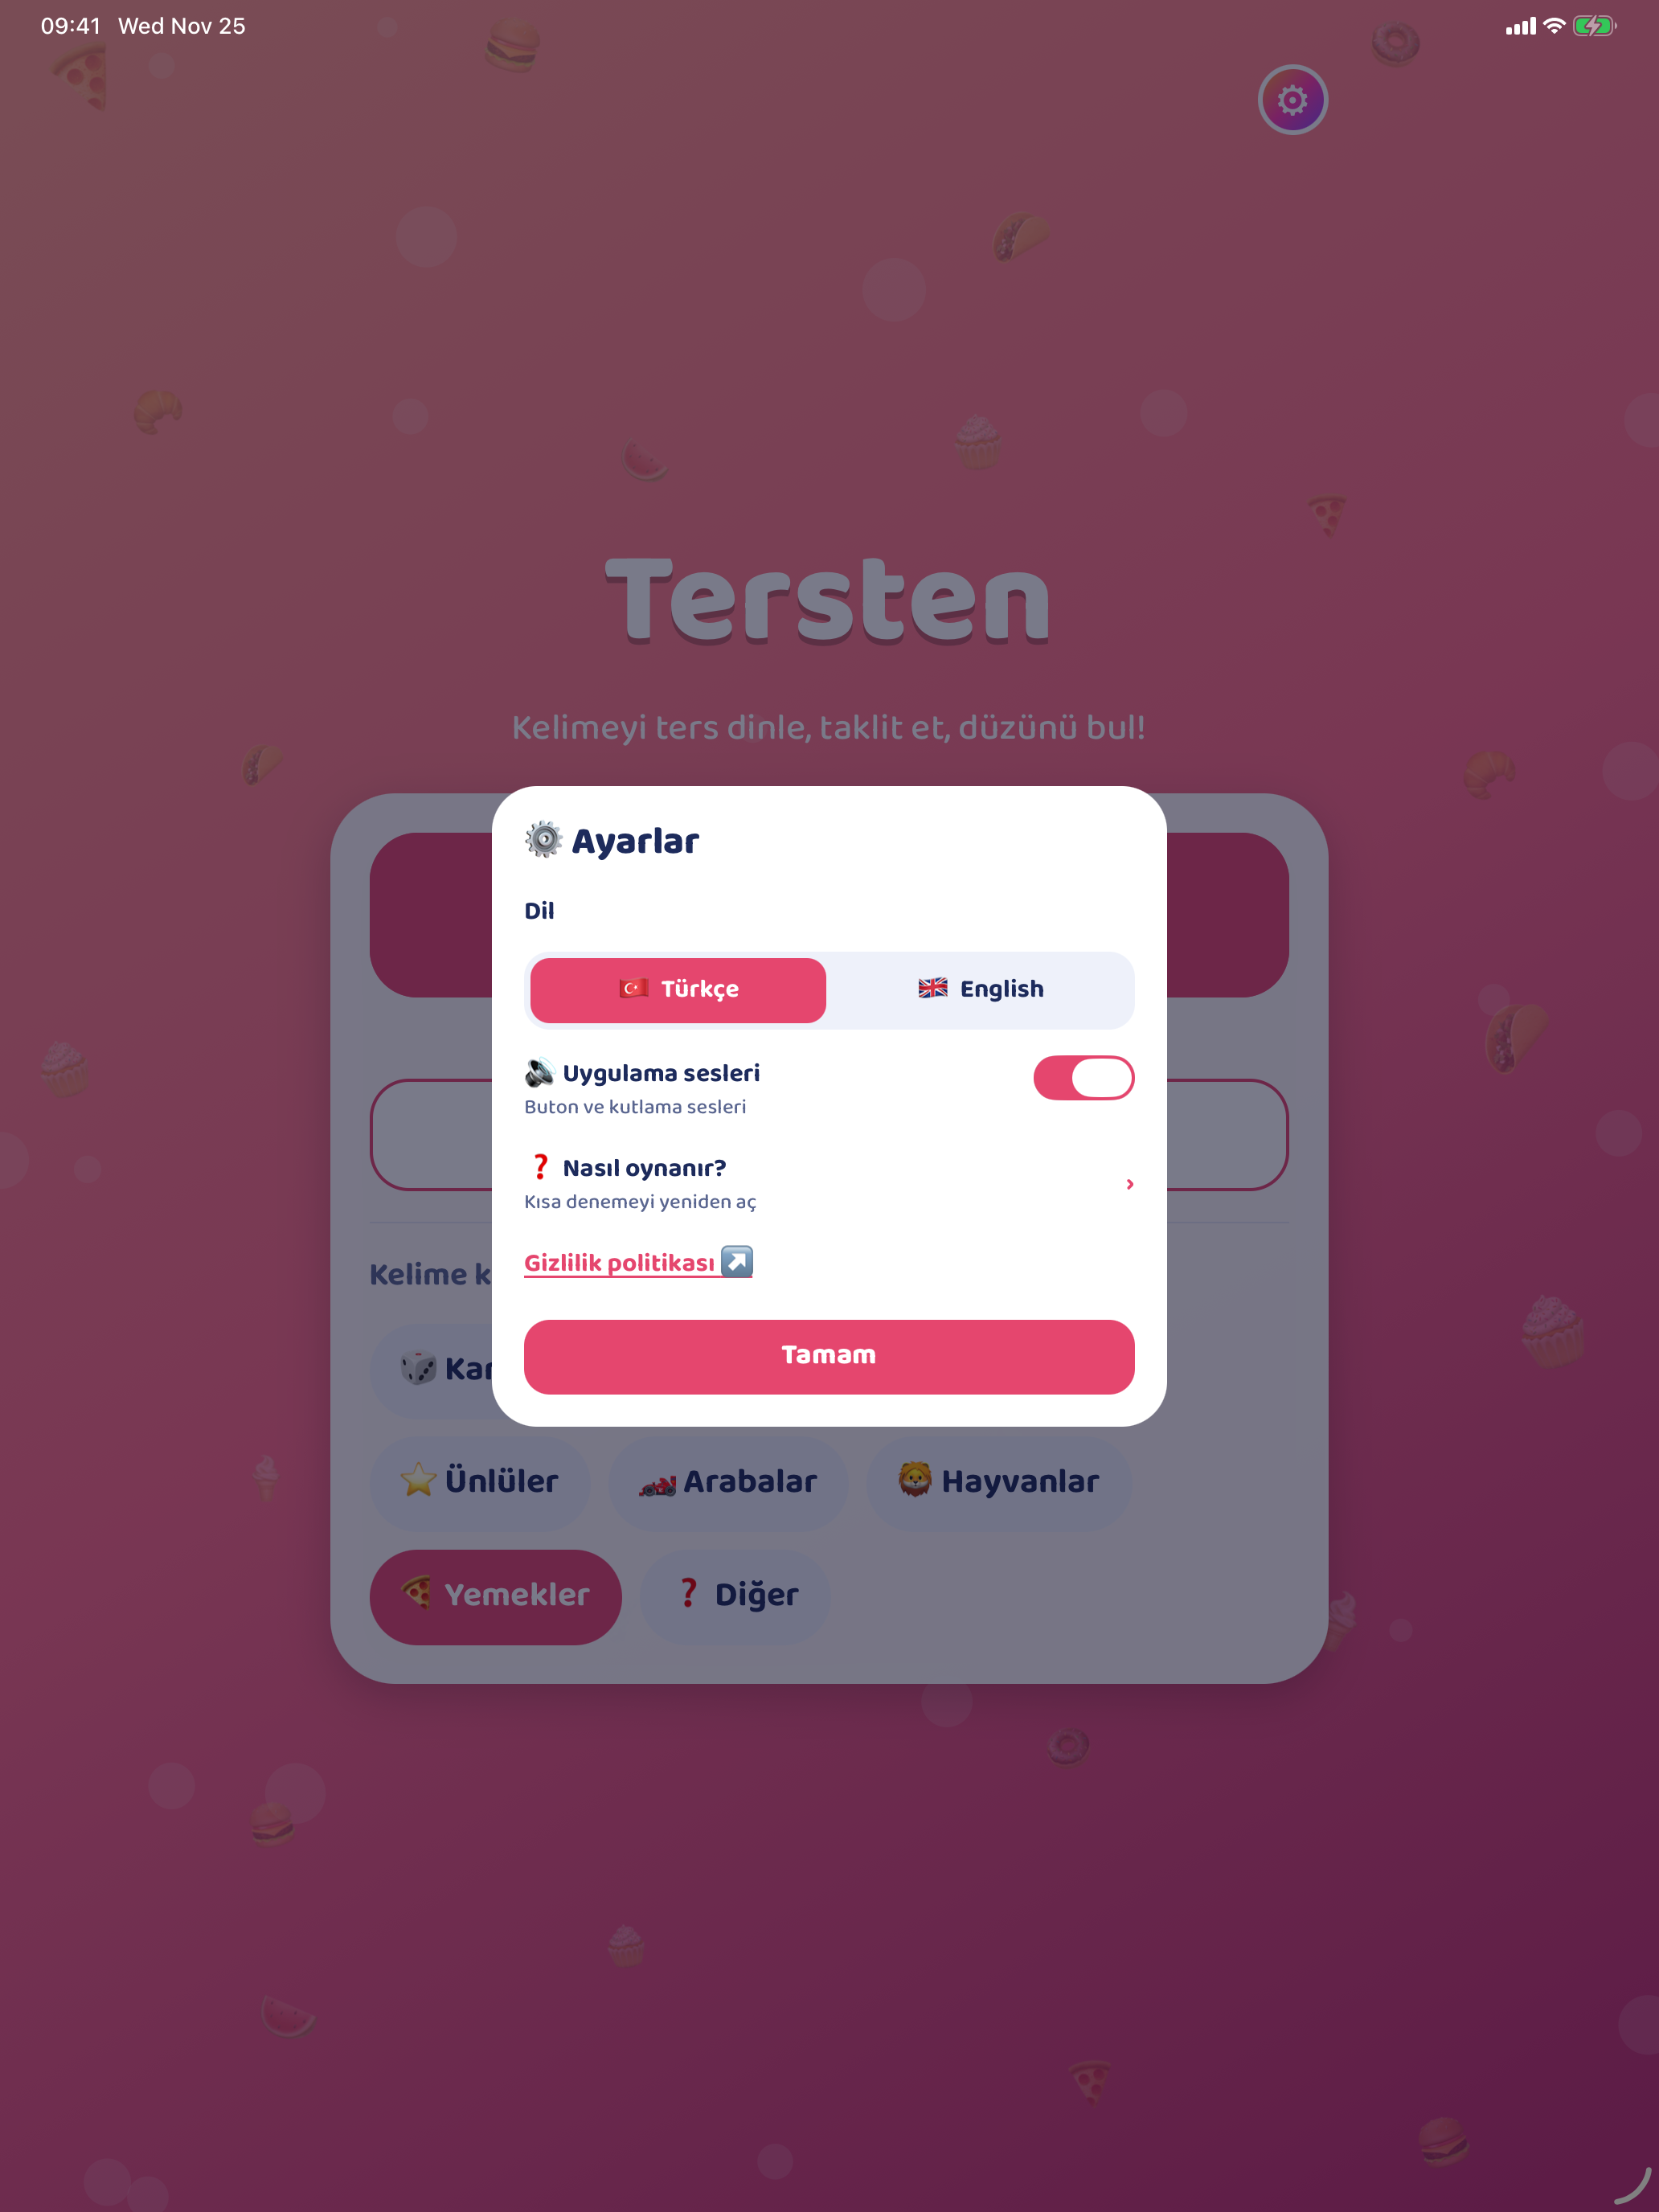 09:41 Wed Nov 25
Tersten
Kelimeyi ters dinle, taklit et, düzünü bul!
Ayarlar
Dil
Türkçe
English
Uygulama sesleri
Buton ve kutlama sesleri
Nasıl oynanır?
Kısa denemeyi yeniden aç
Gizlilik politikası
Tamam
Kelime
Ünlüler
Arabalar
Hayvanlar
Yemekler
Diğer